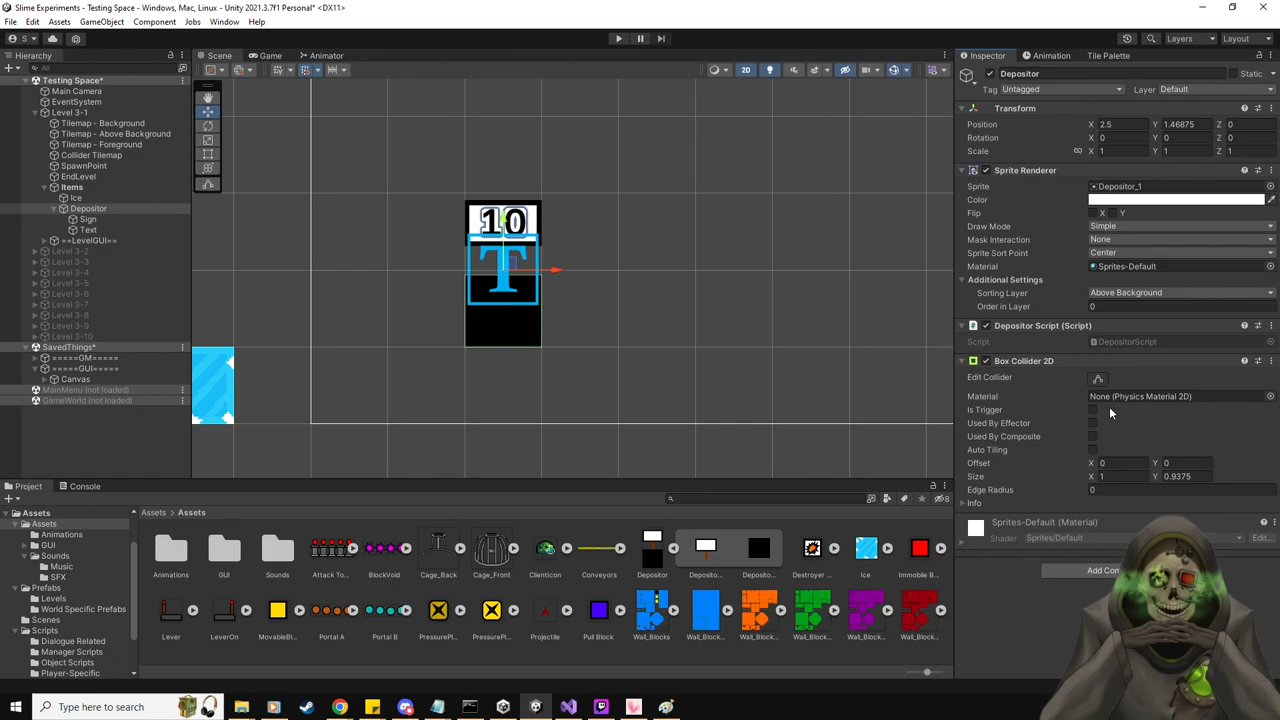 Slime Experiments - Testing Space - Windows, Mac, Linux - Unity 2021.3.7f1 Personal* <DX11>
File Edit Assets GameObject Component Jobs Window Help
S
Layers Layout
Hierarchy
Scene Game Animator
Inspector Animation Tile Palette
All
2D
Testing Space*
Main Camera
EventSystem
Level 3-1
Tilemap - Background
Tilemap - Above Background
Tilemap - Foreground
Collider Tilemap
SpawnPoint
EndLevel
Items
Ice
Depositor
Sign
Text
==LevelGUI==
Level 3-2
Level 3-3
Level 3-4
Level 3-5
Level 3-6
Level 3-7
Level 3-8
Level 3-9
Level 3-10
SavedThings*
=====GM=====
=====GUI=====
Canvas
MainMenu (not loaded)
GameWorld (not loaded)
10
T
Depositor Static
Tag Untagged Layer Default
Transform
Position X 2.5 Y 1.46875 Z 0
Rotation X 0 Y 0 Z 0
Scale X 1 Y 1 Z 1
Sprite Renderer
Sprite Depositor_1
Color
Flip X Y
Draw Mode Simple
Mask Interaction None
Sprite Sort Point Center
Material Sprites-Default
Additional Settings
Sorting Layer Above Background
Order in Layer 0
Depositor Script (Script)
Script DepositorScript
Box Collider 2D
Edit Collider
Material None (Physics Material 2D)
Is Trigger
Used By Effector
Used By Composite
Auto Tiling
Offset X 0 Y 0
Size X 1 Y 0.9375
Edge Radius 0
Info
Sprites-Default (Material)
Shader Sprites/Default Edit...
Add Com
Project Console
8
Assets
Assets
Animations
GUI
Sounds
Music
SFX
Prefabs
Levels
World Specific Prefabs
Scenes
Scripts
Dialogue Related
Manager Scripts
Object Scripts
Player-Specific
Assets > Assets
Animations GUI Sounds Attack To... BlockVoid Cage_Back Cage_Front ClientIcon Conveyors Depositor Deposito... Deposito... Destroyer ... Ice Immobile B...
Lever LeverOn MovableBl... Portal A Portal B PressurePl... PressurePl... Projectile Pull Block Wall_Blocks Wall_Block... Wall_Block... Wall_Block... Wall_Block... Wall_Block...
Type here to search